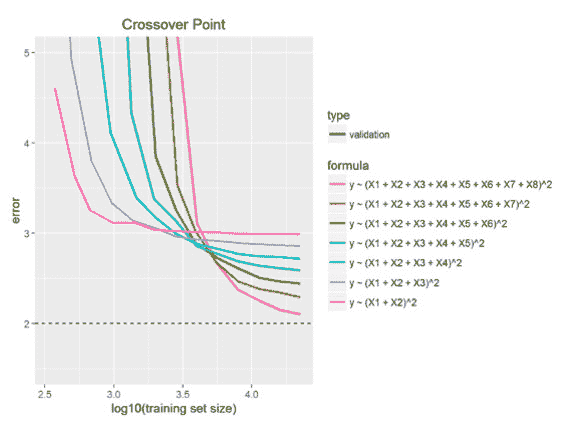 Crossover Point
5
4
3
2
error
2.5 3.0 3.5 4.0
log10(training set size)
type
validation
formula
y ~ (X1 + X2 + X3 + X4 + X5 + X6 + X7 + X8)^2
y ~ (X1 + X2 + X3 + X4 + X5 + X6 + X7)^2
y ~ (X1 + X2 + X3 + X4 + X5 + X6)^2
y ~ (X1 + X2 + X3 + X4 + X5)^2
y ~ (X1 + X2 + X3 + X4)^2
y ~ (X1 + X2 + X3)^2
y ~ (X1 + X2)^2